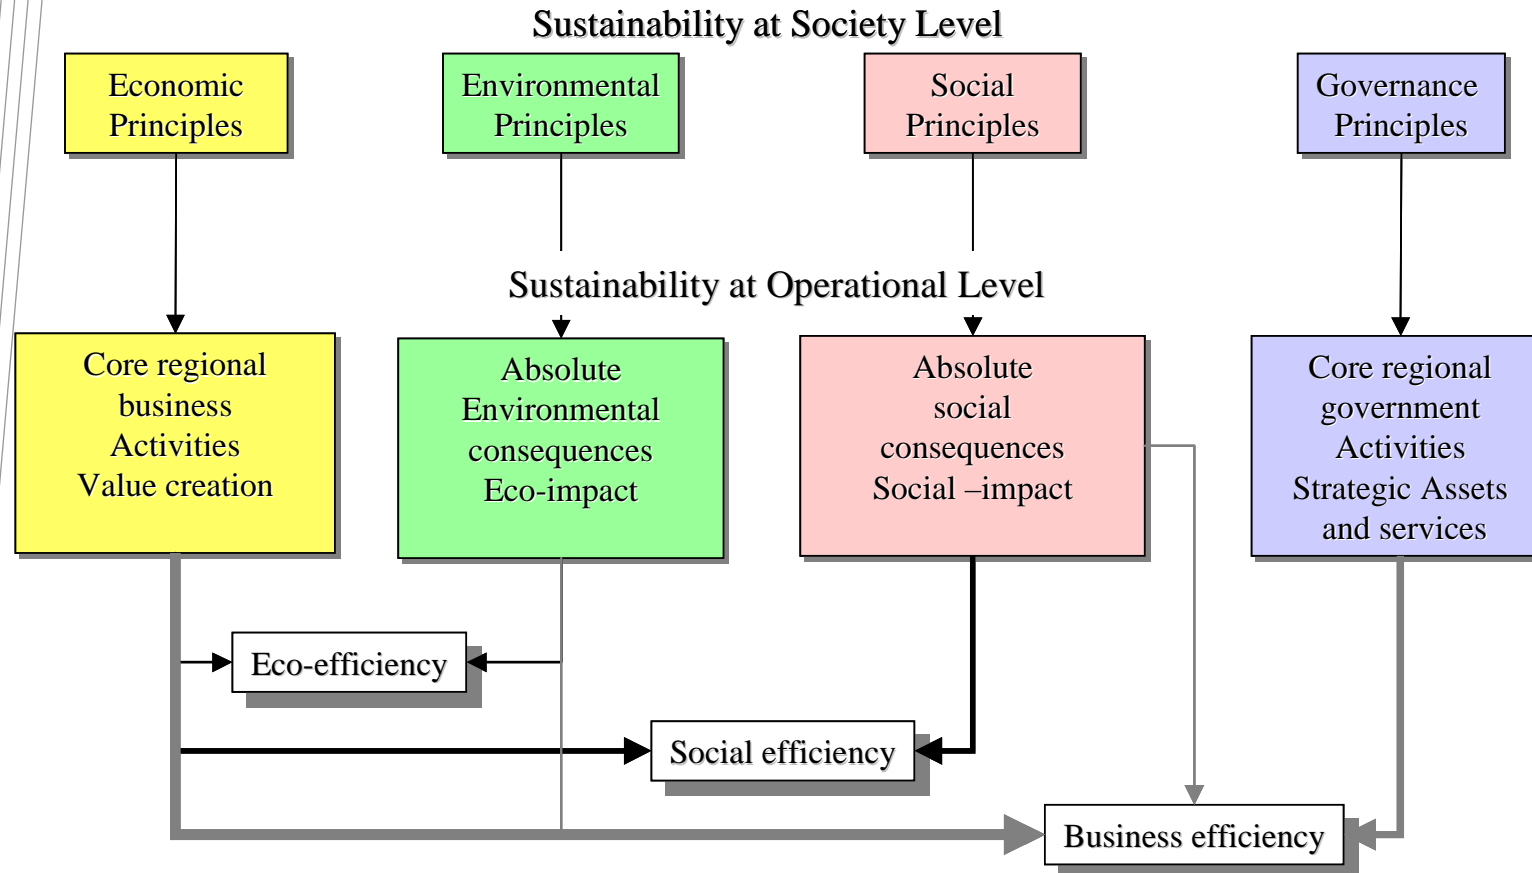 Sustainability at Society Level
Economic
Principles
Environmental
Principles
Social
Principles
Governance
Principles
Sustainability at Operational Level
Core regional
business
Activities
Value creation
Absolute
Environmental
consequences
Eco-impact
Absolute
social
consequences
Social –impact
Core regional
government
Activities
Strategic Assets
and services
Eco-efficiency
Social efficiency
Business efficiency